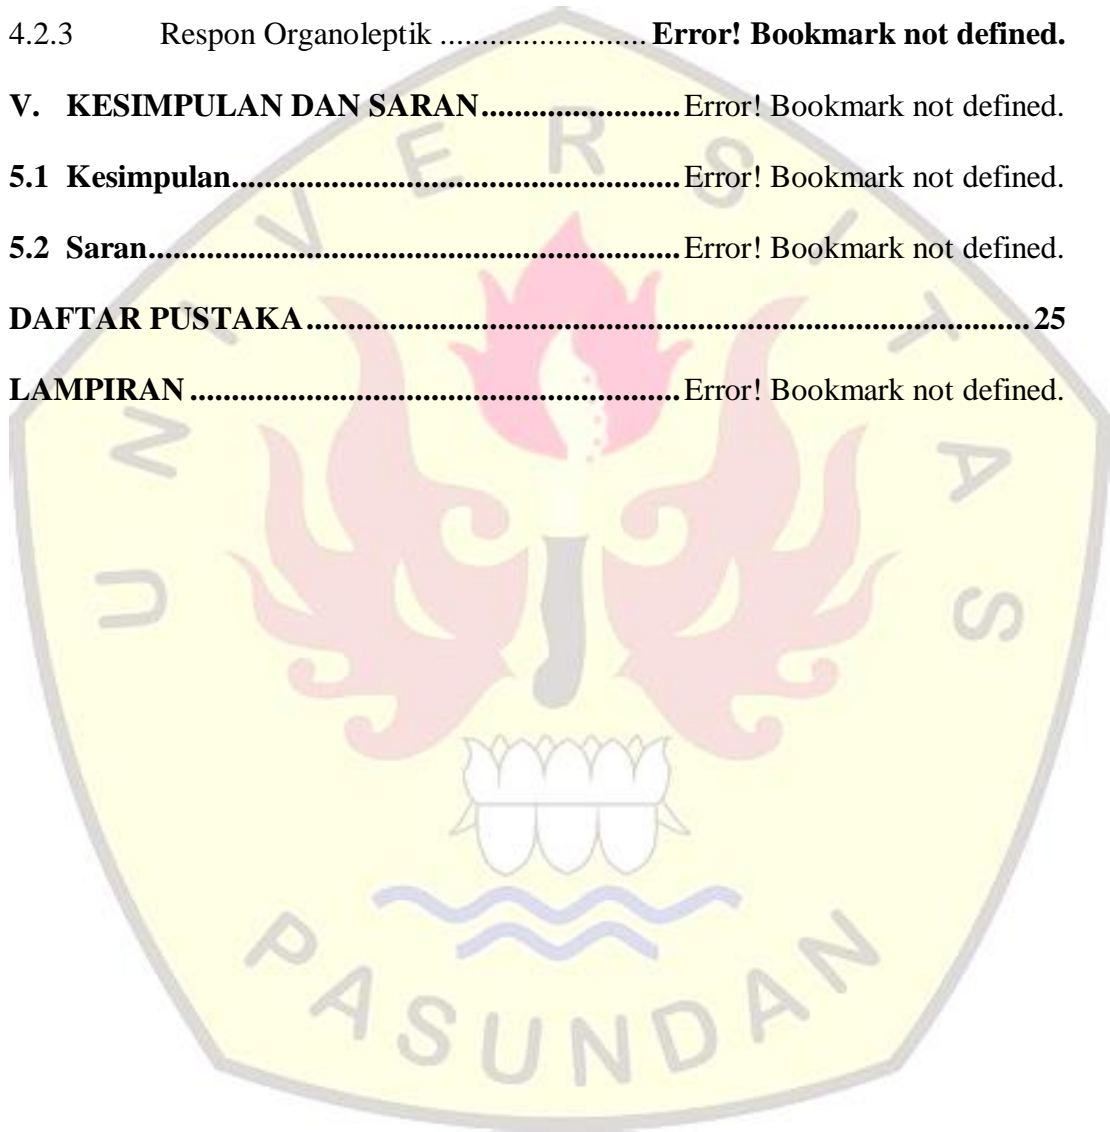 4.2.3 Respon Organoleptik ......................... Error! Bookmark not defined.
V. KESIMPULAN DAN SARAN........................ Error! Bookmark not defined.
5.1 Kesimpulan...................................................... Error! Bookmark not defined.
5.2 Saran................................................................ Error! Bookmark not defined.
DAFTAR PUSTAKA....................................................................................... 25
LAMPIRAN ........................................................... Error! Bookmark not defined.
UNIVERSITAS
PASUNDAN